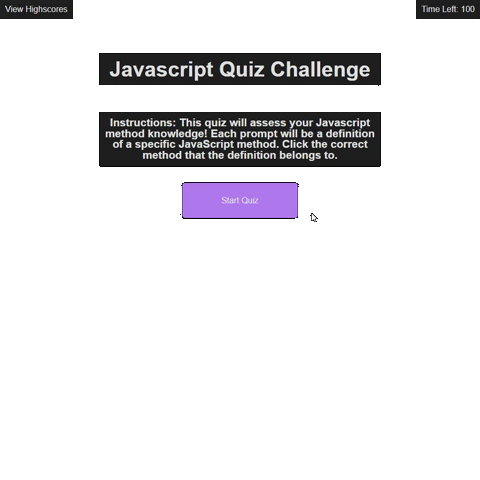 View Highscores
Time Left: 100
Javascript Quiz Challenge
Instructions: This quiz will assess your Javascript
method knowledge! Each prompt will be a definition
of a specific JavaScript method. Click the correct
method that the definition belongs to.
Start Quiz